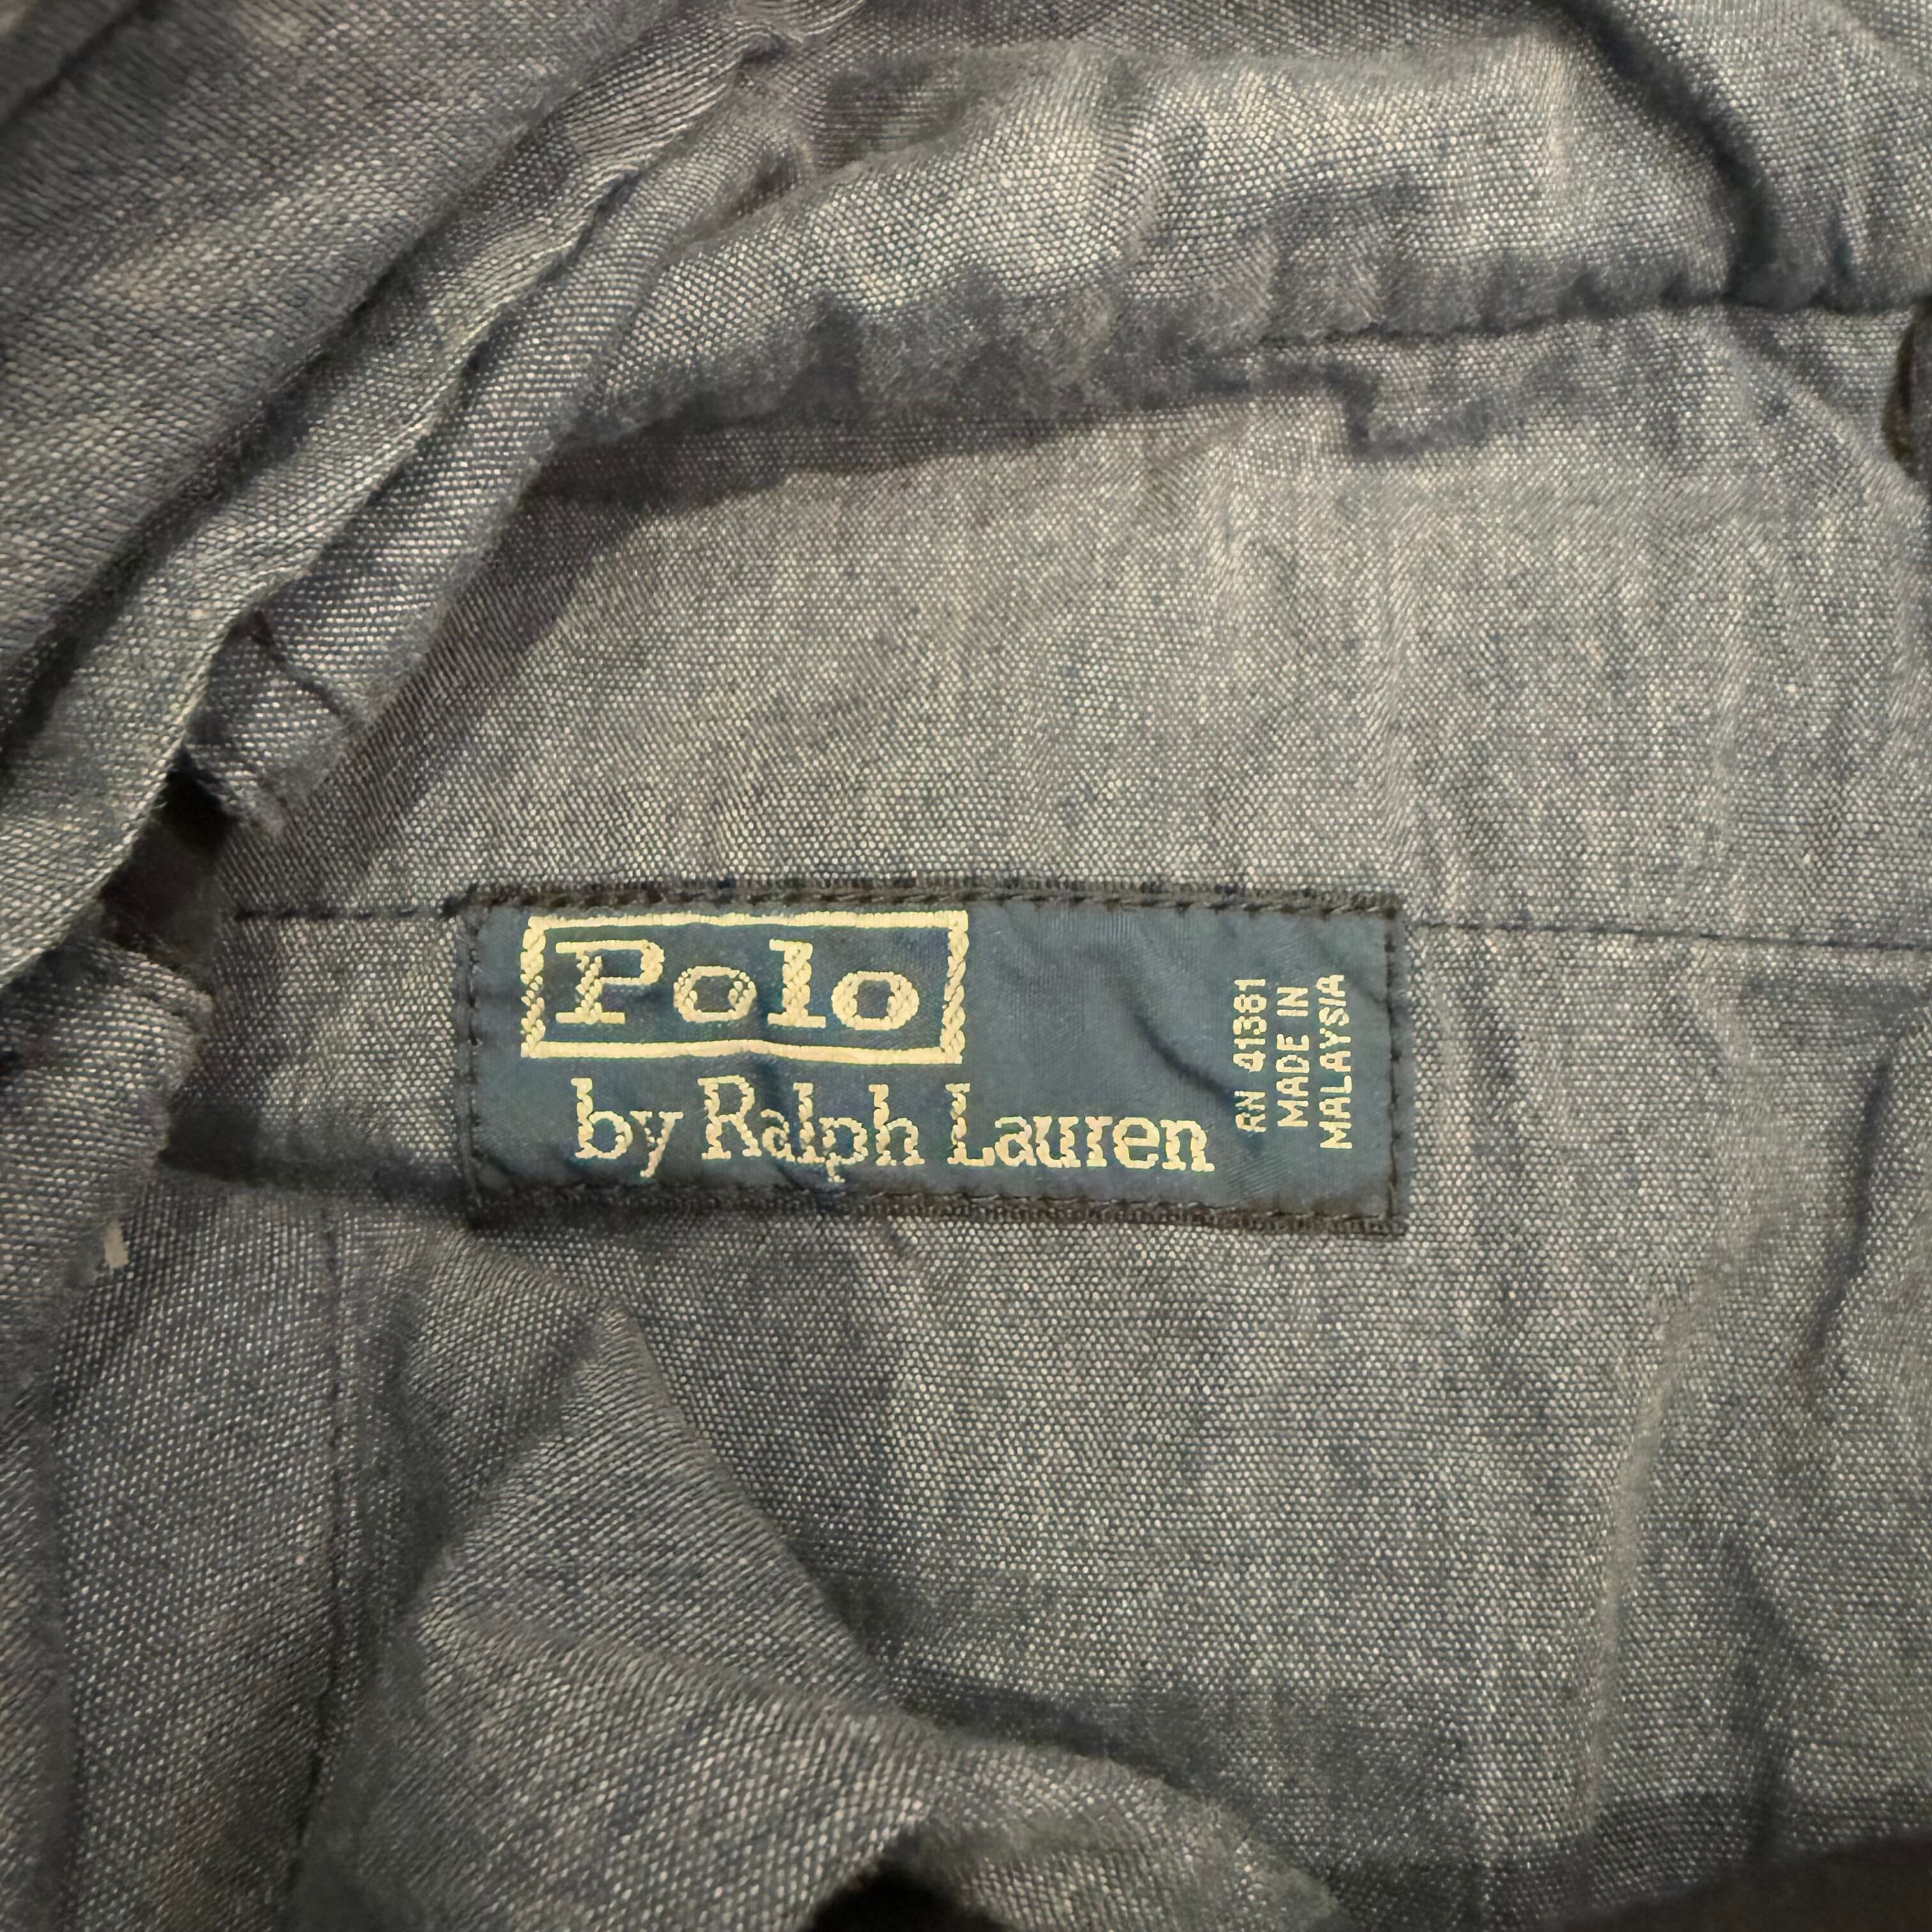 Polo
by Ralph Lauren
RN 41381
MADE IN
MALAYSIA